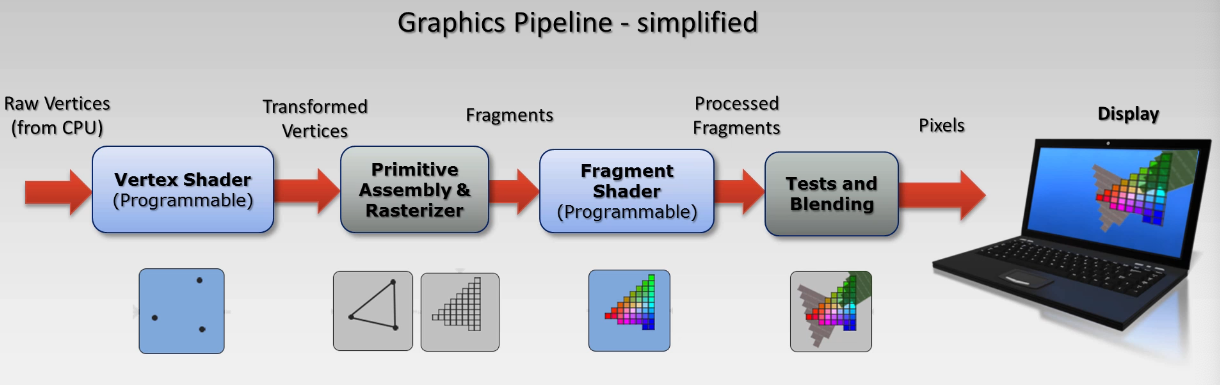 Graphics Pipeline - simplified
Raw Vertices
(from CPU)
Transformed
Vertices
Fragments
Processed
Fragments
Pixels
Display
Vertex Shader
(Programmable)
Primitive
Assembly &
Rasterizer
Fragment
Shader
(Programmable)
Tests and
Blending